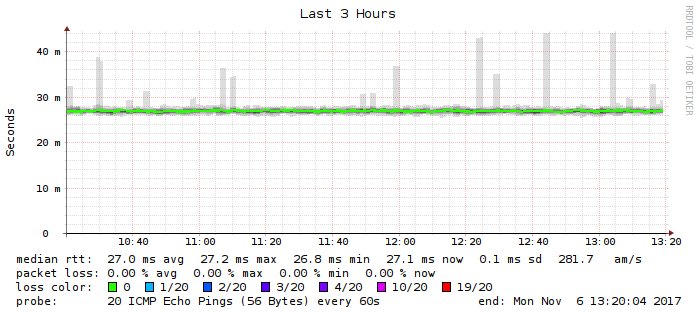 Last 3 Hours
RRDTOOL / TOBI OETIKER
Seconds
40 m
30 m
20 m
10 m
0
10:40 11:00 11:20 11:40 12:00 12:20 12:40 13:00 13:20
median rtt: 27.0 ms avg 27.2 ms max 26.8 ms min 27.1 ms now 0.1 ms sd 281.7 am/s
packet loss: 0.00 % avg 0.00 % max 0.00 % min 0.00 % now
loss color: 0 1/20 2/20 3/20 4/20 10/20 19/20
probe: 20 ICMP Echo Pings (56 Bytes) every 60s end: Mon Nov 6 13:20:04 2017